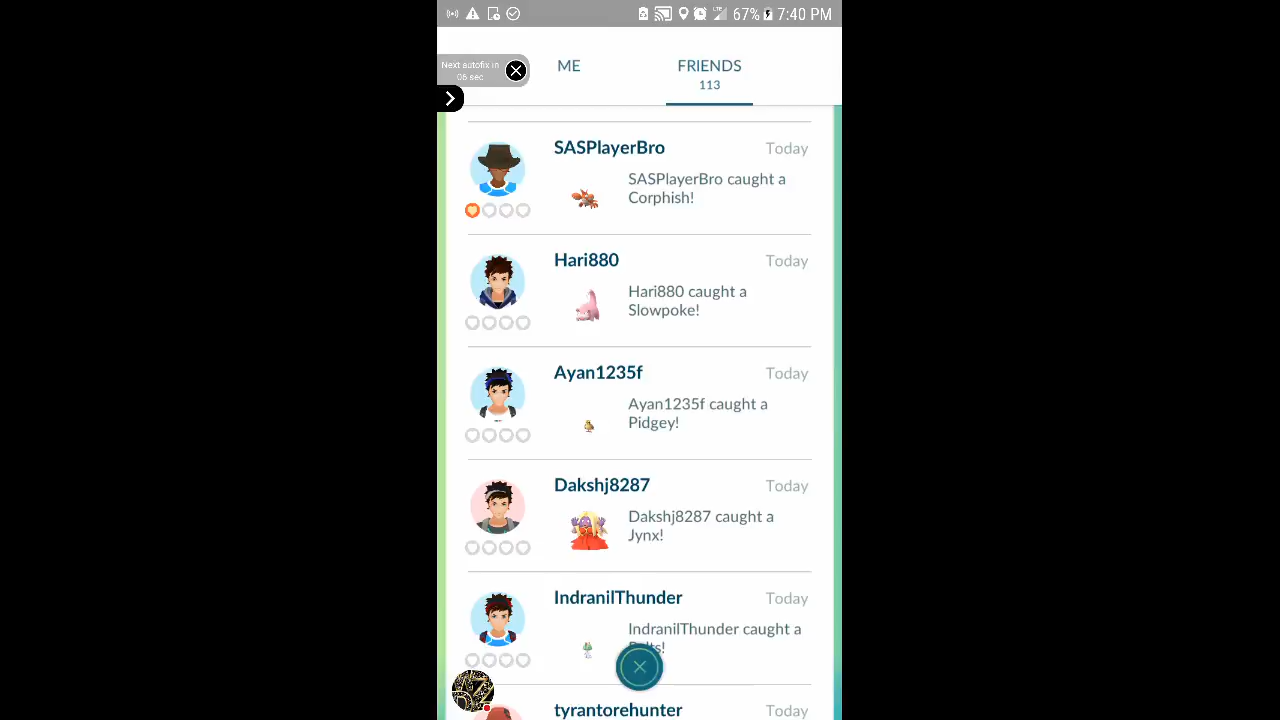 67% 7:40 PM
Next autofix in
06 sec
ME
FRIENDS
113
SASPlayerBro
Today
SASPlayerBro caught a
Corphish!
Hari880
Today
Hari880 caught a
Slowpoke!
Ayan1235f
Today
Ayan1235f caught a
Pidgey!
Dakshj8287
Today
Dakshj8287 caught a
Jynx!
IndranilThunder
Today
IndranilThunder caught a
tyrantorehunter
Today